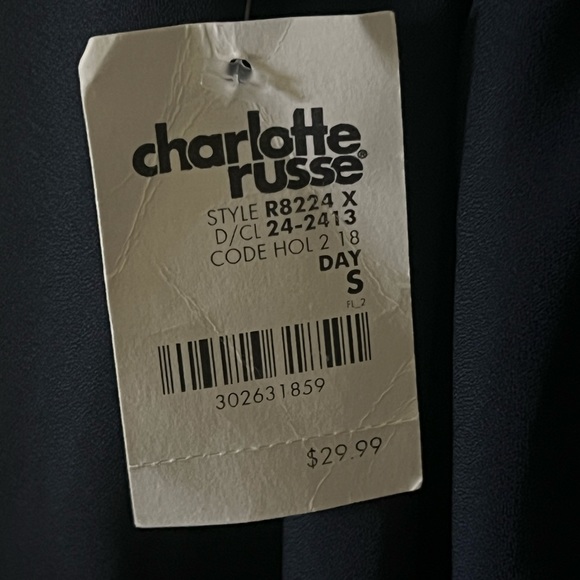 charlotte
russe®
STYLE R8224 X
D/CL 24-2413
CODE HOL 2 18
DAY
S
FL_2
302631859
$29.99